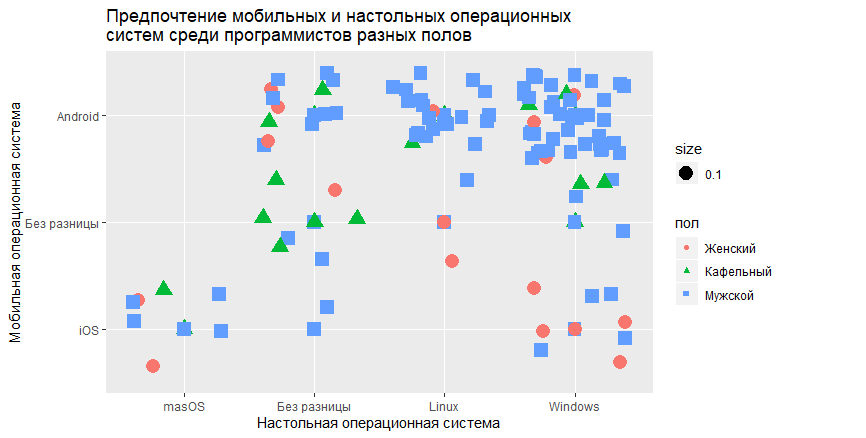 Предпочтение мобильных и настольных операционных
систем среди программистов разных полов
Мобильная операционная система
Android
Без разницы
iOS
masOS
Без разницы
Linux
Windows
Настольная операционная система
size
0.1
пол
Женский
Кафельный
Мужской